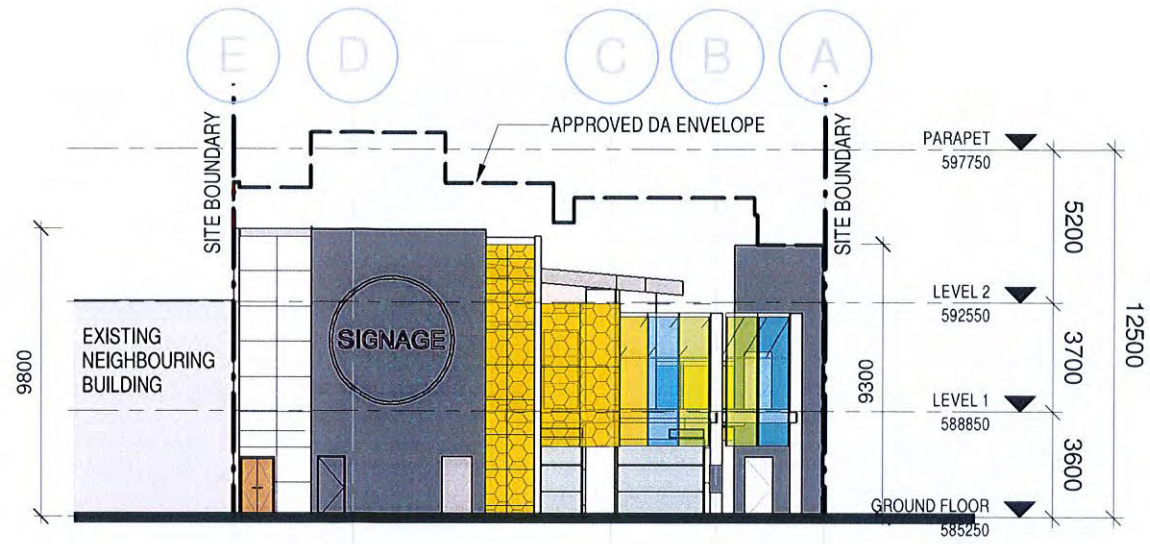 E
D
C
B
A
SITE BOUNDARY
APPROVED DA ENVELOPE
SITE BOUNDARY
PARAPET
597750
5200
LEVEL 2
592550
EXISTING
NEIGHBOURING
BUILDING
SIGNAGE
9800
9300
3700
12500
LEVEL 1
588850
3600
GROUND FLOOR
585250